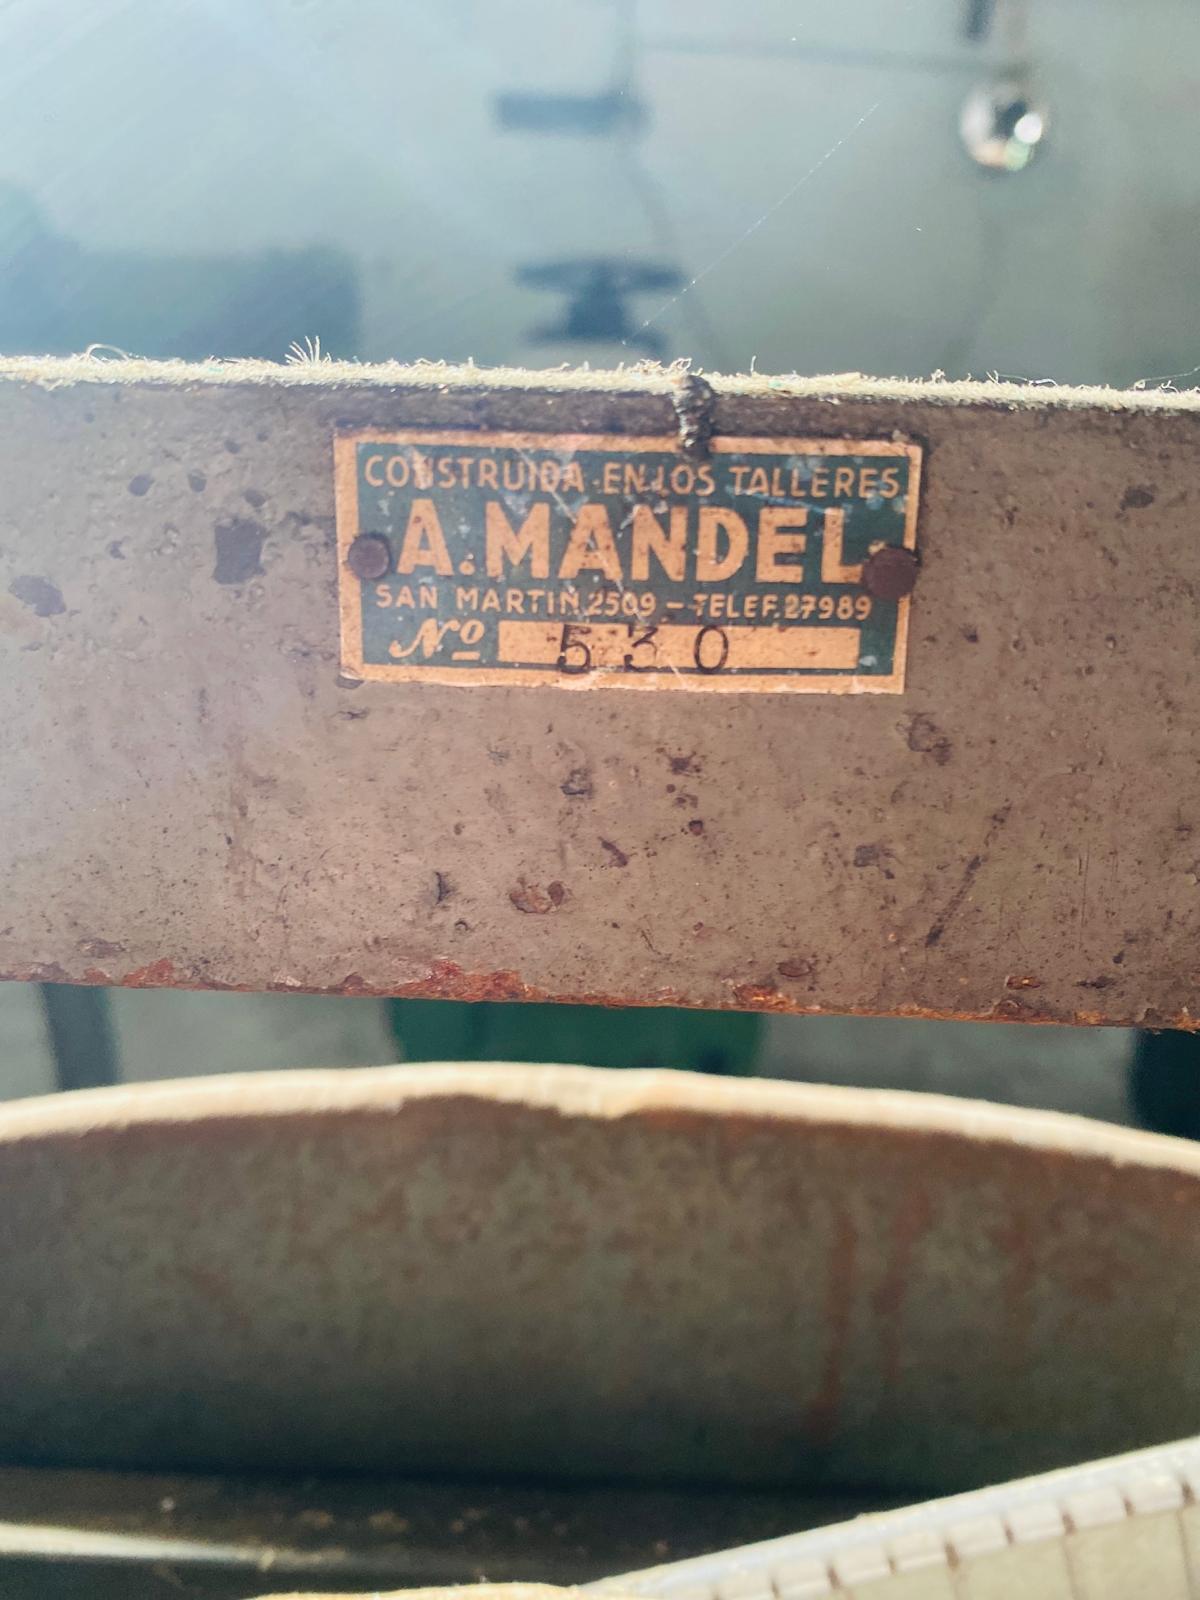 CONSTRUIDA EN LOS TALLERES
A. MANDEL
SAN MARTIN 2509 - TELEF. 27989
Nº 530